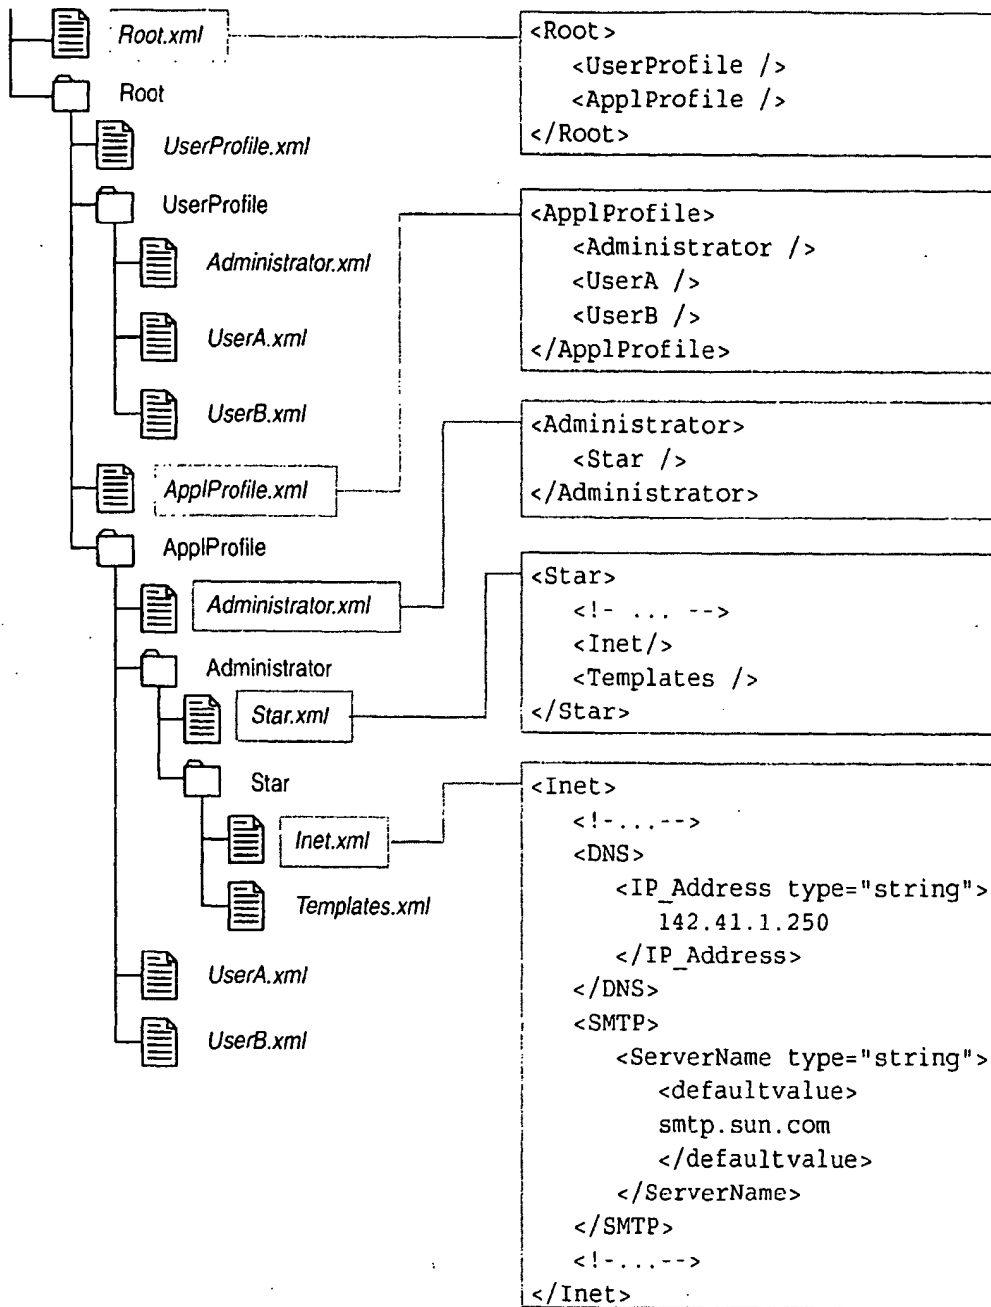 Root.xml
Root
UserProfile.xml
UserProfile
Administrator.xml
UserA.xml
UserB.xml
ApplProfile.xml
ApplProfile
Administrator.xml
Administrator
Star.xml
Star
Inet.xml
Templates.xml
UserA.xml
UserB.xml
<Root>
<UserProfile />
<ApplProfile />
</Root>
<ApplProfile>
<Administrator />
<UserA />
<UserB />
</ApplProfile>
<Administrator>
<Star />
</Administrator>
<Star>
<!- ... -->
<Inet/>
<Templates />
</Star>
<Inet>
<!-...-->
<DNS>
<IP_Address type="string">
142.41.1.250
</IP_Address>
</DNS>
<SMTP>
<ServerName type="string">
<defaultvalue>
smtp.sun.com
</defaultvalue>
</ServerName>
</SMTP>
<!-...-->
</Inet>